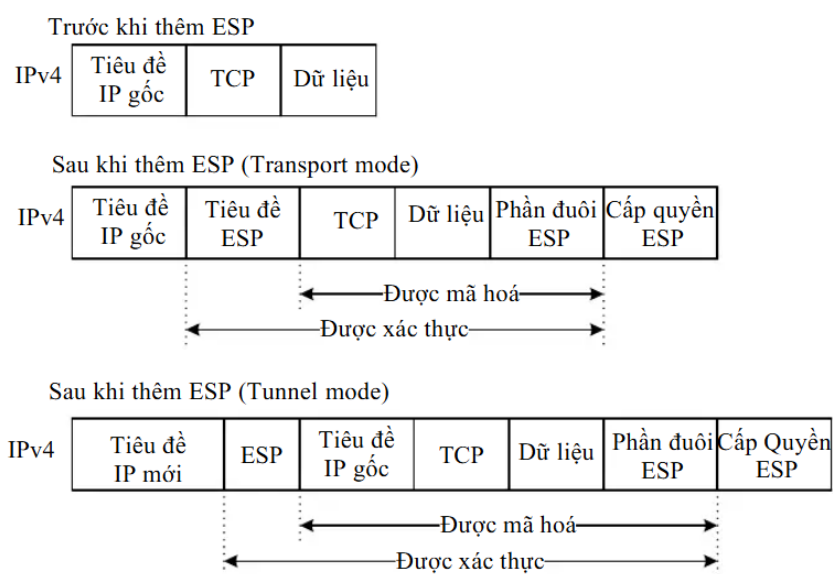 Trước khi thêm ESP
IPv4
Tiêu đề
IP gốc
TCP
Dữ liệu
Sau khi thêm ESP (Transport mode)
IPv4
Tiêu đề
IP gốc
Tiêu đề
ESP
TCP
Dữ liệu
Phần đuôi
ESP
Cấp quyền
ESP
Được mã hoá
Được xác thực
Sau khi thêm ESP (Tunnel mode)
IPv4
Tiêu đề
IP mới
ESP
Tiêu đề
IP gốc
TCP
Dữ liệu
Phần đuôi
ESP
Cấp Quyền
ESP
Được mã hoá
Được xác thực